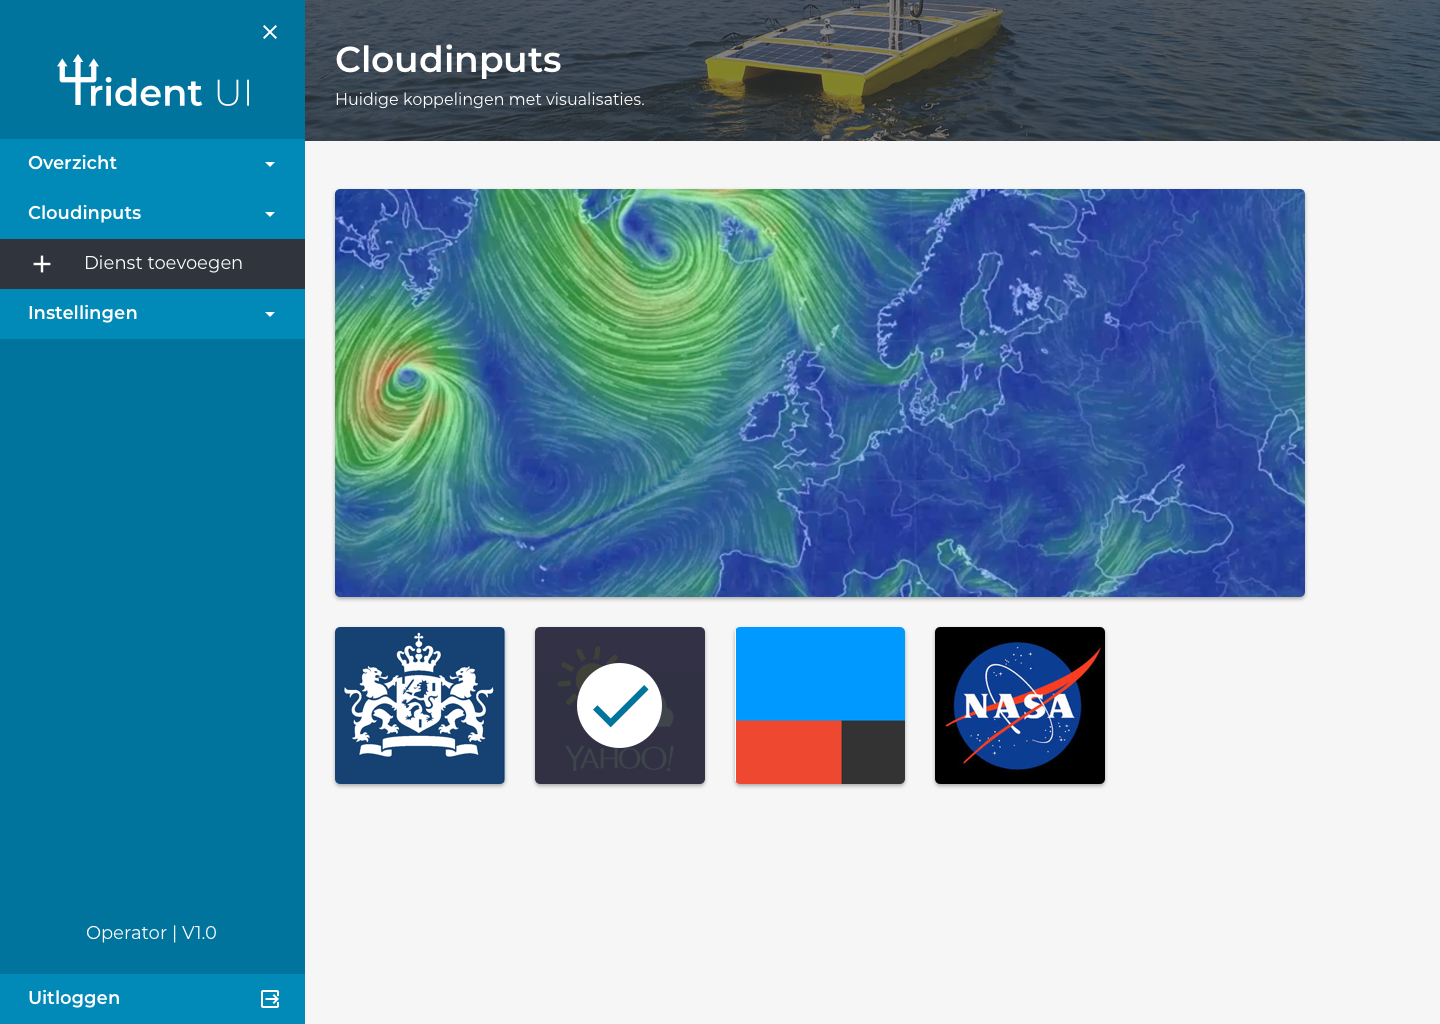 Trident UI
Overzicht
Cloudinputs
Dienst toevoegen
Instellingen
Operator | V1.0
Uitloggen
Cloudinputs
Huidige koppelingen met visualisaties.
YAHOO!
NASA